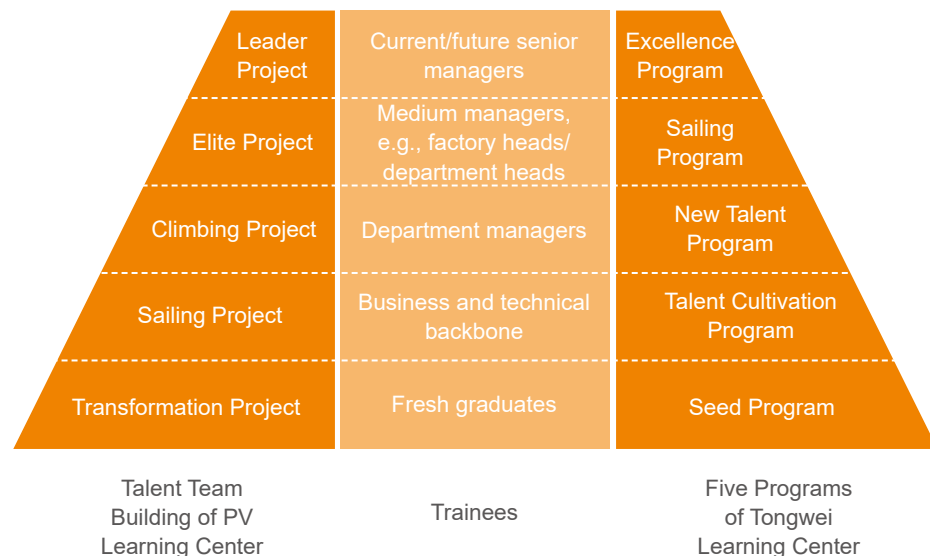 Leader
Project
Current/future senior
managers
Excellence
Program
Elite Project
Medium managers,
e.g., factory heads/
department heads
Sailing
Program
Climbing Project
Department managers
New Talent
Program
Sailing Project
Business and technical
backbone
Talent Cultivation
Program
Transformation Project
Fresh graduates
Seed Program
Talent Team
Building of PV
Learning Center
Trainees
Five Programs
of Tongwei
Learning Center